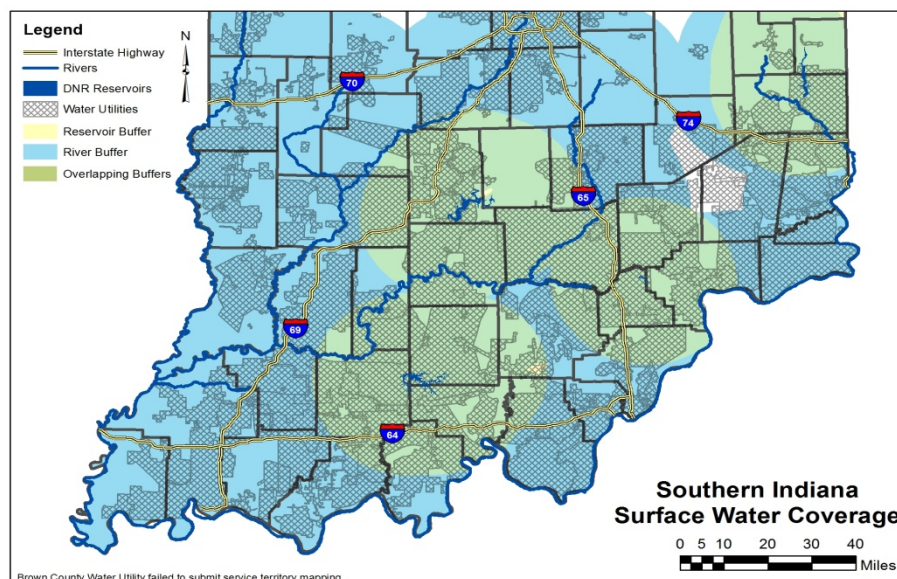 Legend
Interstate Highway
Rivers
DNR Reservoirs
Water Utilities
Reservoir Buffer
River Buffer
Overlapping Buffers
N
70
74
65
69
64
Southern Indiana
Surface Water Coverage
0 5 10 20 30 40
Miles
Brown County Water Utility failed to submit service territory mapping